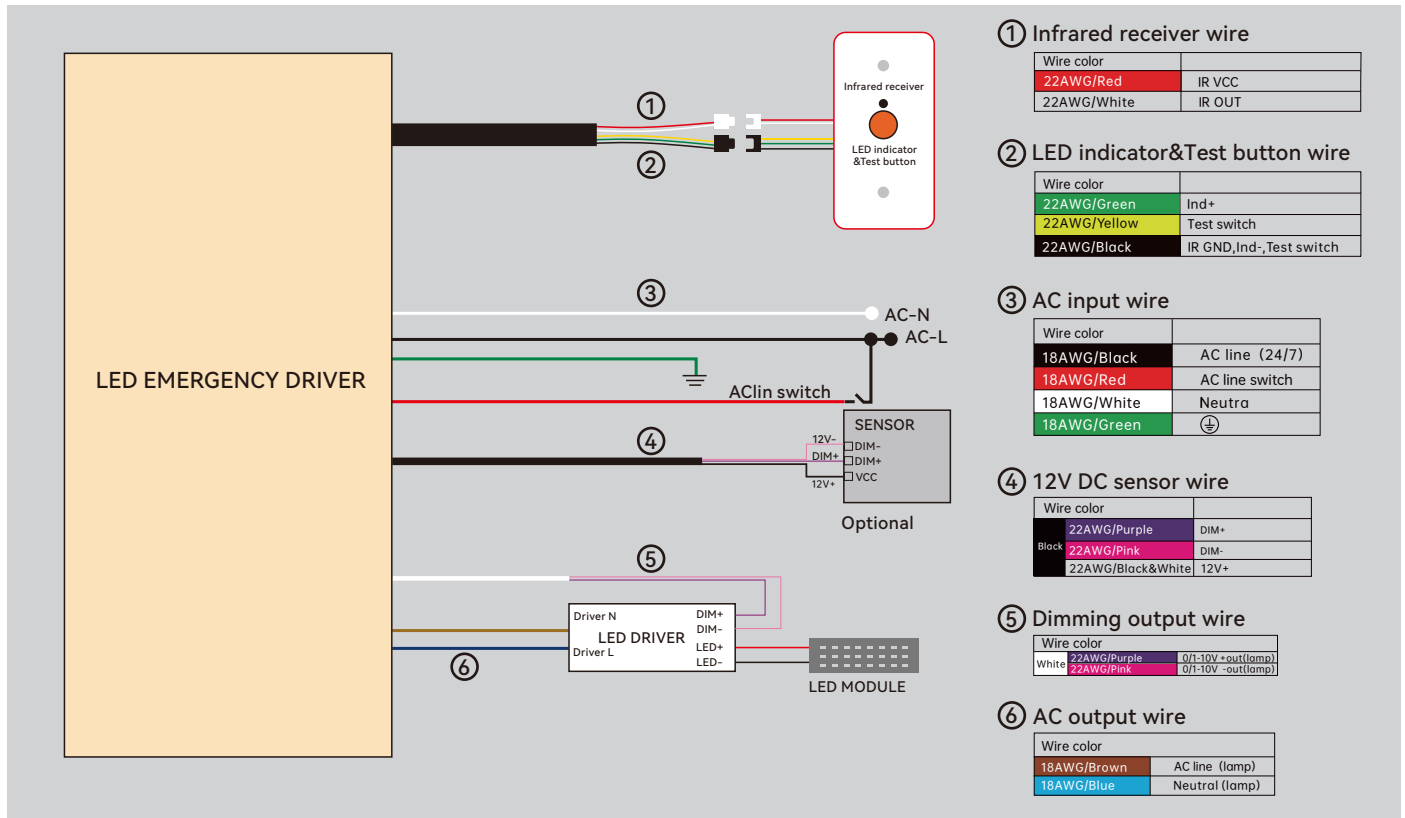 LED EMERGENCY DRIVER
①
②
Infrared receiver
LED indicator
&Test button
③
AC-N
AC-L
AClin switch
④
12V-
DIM+
12V+
SENSOR
DIM-
DIM+
VCC
Optional
⑤
Driver N
LED DRIVER
Driver L
DIM+
DIM-
LED+
LED-
⑥
LED MODULE
① Infrared receiver wire
Wire color
22AWG/Red IR VCC
22AWG/White IR OUT
② LED indicator&Test button wire
Wire color
22AWG/Green Ind+
22AWG/Yellow Test switch
22AWG/Black IR GND,Ind-,Test switch
③ AC input wire
Wire color
18AWG/Black AC line (24/7)
18AWG/Red AC line switch
18AWG/White Neutra
18AWG/Green
④ 12V DC sensor wire
Wire color
Black
22AWG/Purple DIM+
22AWG/Pink DIM-
22AWG/Black&White 12V+
⑤ Dimming output wire
Wire color
White
22AWG/Purple 0/1-10V +out(lamp)
22AWG/Pink 0/1-10V -out(lamp)
⑥ AC output wire
Wire color
18AWG/Brown AC line (lamp)
18AWG/Blue Neutral (lamp)